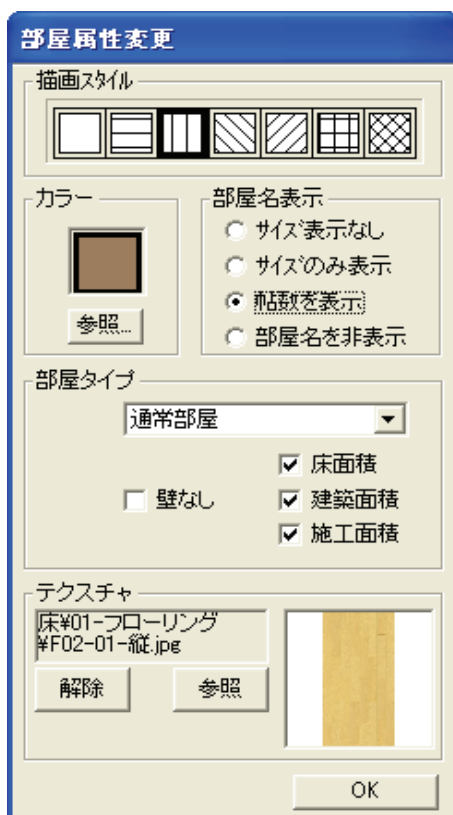 部屋属性変更
描画ｽﾀｲﾙ
カラー
参照...
部屋名表示
ｻｲｽﾞ表示なし
ｻｲｽﾞのみ表示
帖数を表示
部屋名を非表示
部屋タイプ
通常部屋
床面積
壁なし
建築面積
施工面積
テクスチャ
床¥01-フローリング
¥F02-01-縦.jpg
解除
参照
OK